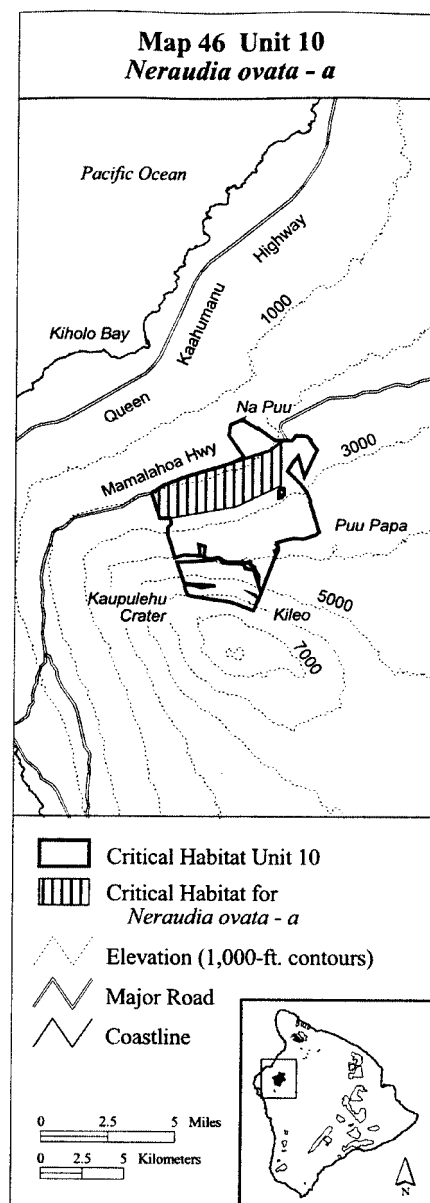 Map 46 Unit 10
Neraudia ovata - a
Pacific Ocean
Highway
Kaahumanu
1000
Kiholo Bay
Queen
Na Puu
Mamalahoa Hwy
3000
Puu Papa
Kaupulehu
Crater
Kileo
5000
7000
Critical Habitat Unit 10
Critical Habitat for
Neraudia ovata - a
Elevation (1,000-ft. contours)
Major Road
Coastline
0 2.5 5 Miles
0 2.5 5 Kilometers
N